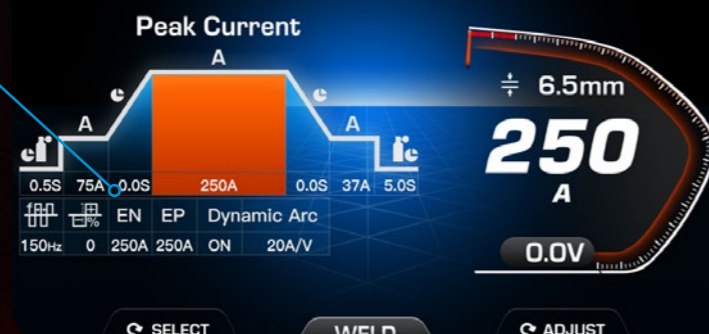 Peak Current
A
A
A
0.5S 75A 0.0S 250A 0.0S 37A 5.0S
EN EP Dynamic Arc
150Hz 0 250A 250A ON 20A/V
6.5mm
250
A
0.0V
SELECT
WELD
ADJUST